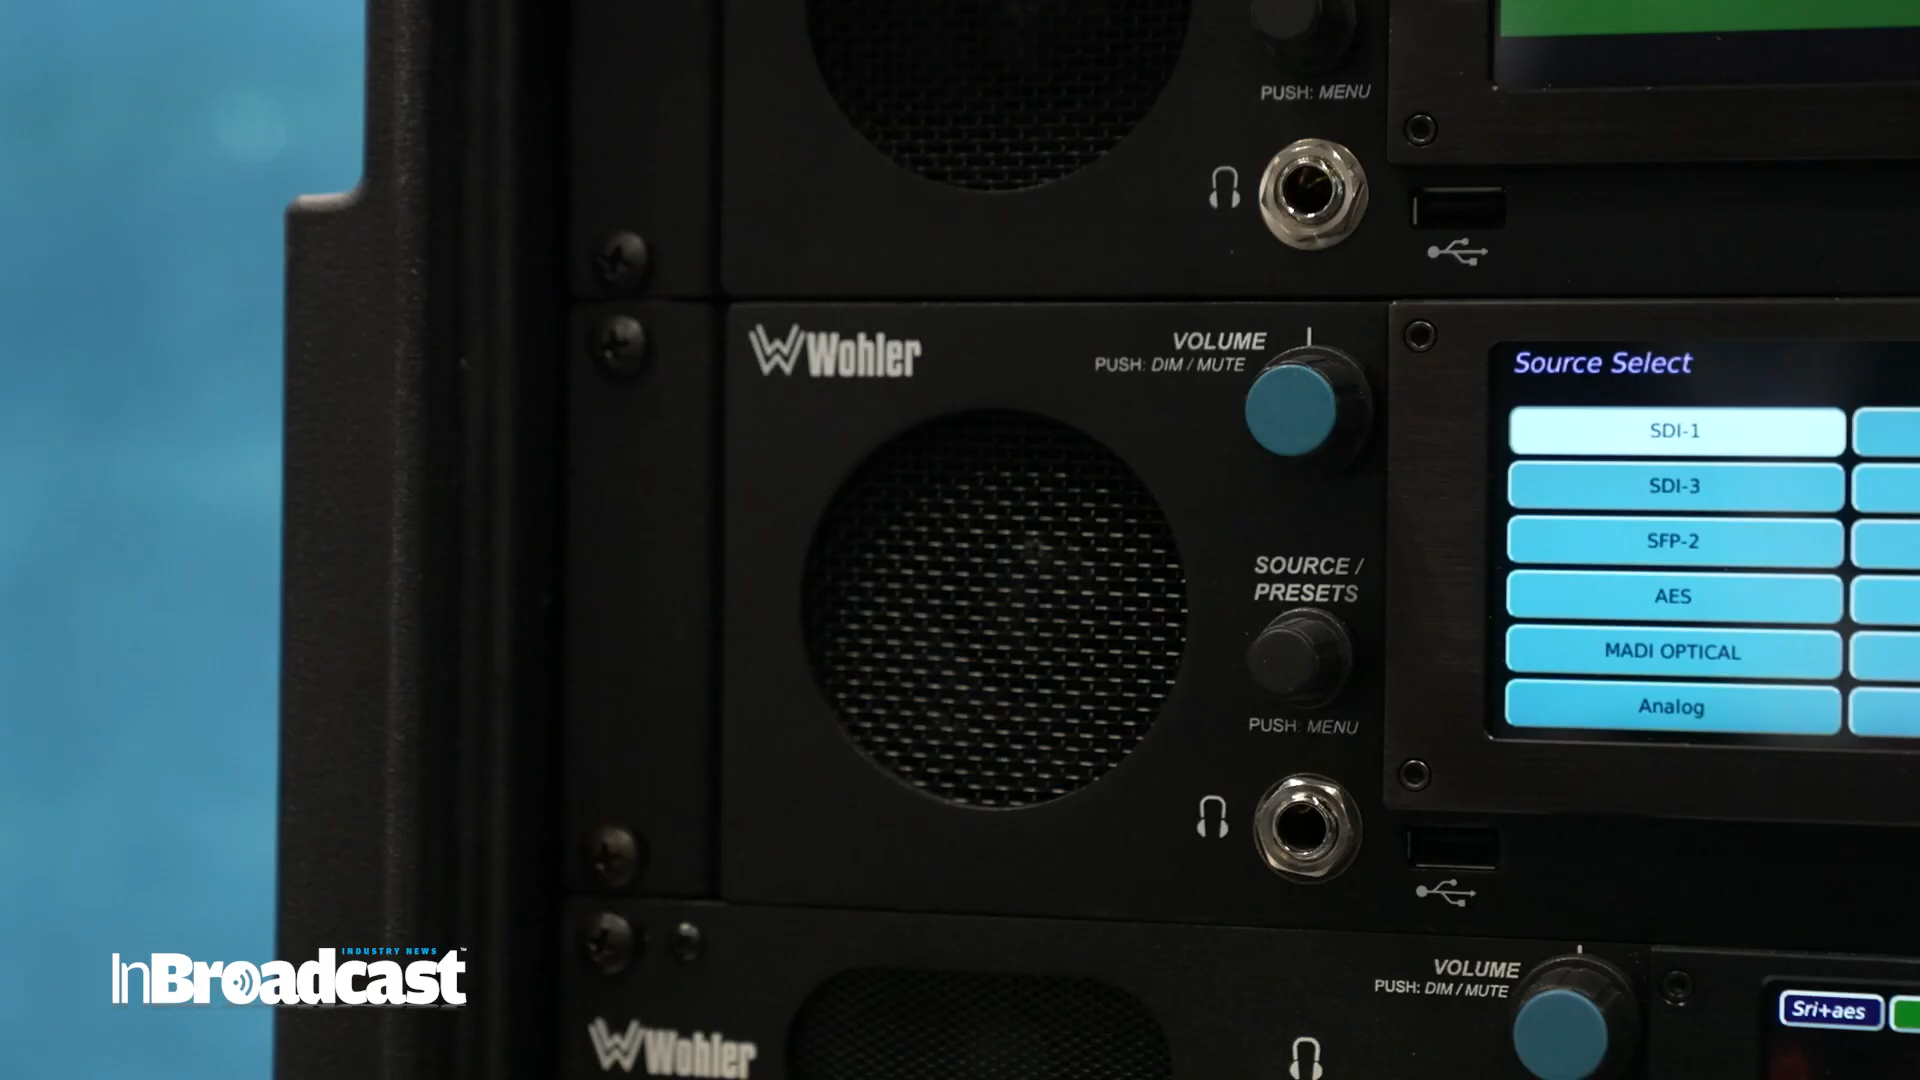 PUSH: MENU
Wohler
VOLUME
PUSH: DIM / MUTE
SOURCE /
PRESETS
PUSH: MENU
Source Select
SDI-1
SDI-3
SFP-2
AES
MADI OPTICAL
Analog
INDUSTRY NEWS
InBroadcast™
Wohler
VOLUME
PUSH: DIM / MUTE
Sri+aes